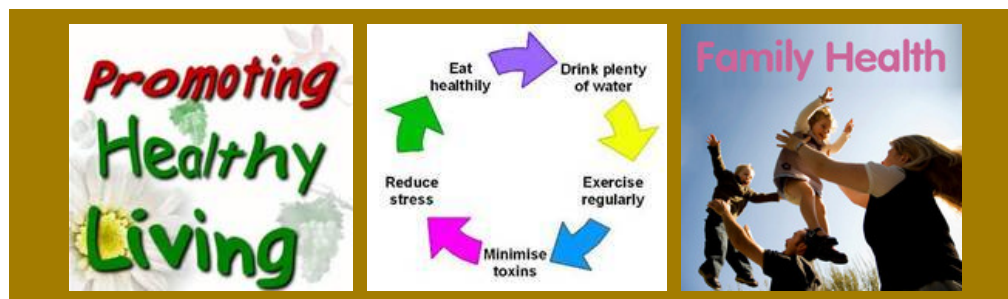 Promoting
Healthy
Living
Eat
healthily
Drink plenty
of water
Exercise
regularly
Minimise
toxins
Reduce
stress
Family Health